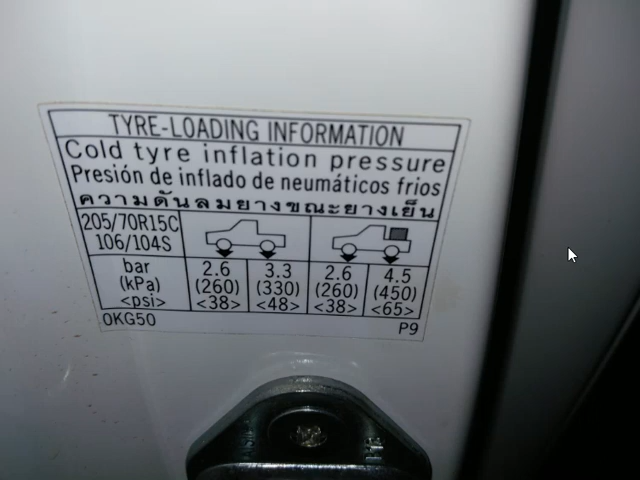 TYRE-LOADING INFORMATION
Cold tyre inflation pressure
Presión de inflado de neumáticos frios
ความดันลมยางขณะยางเย็น
205/70R15C
106/104S
bar 2.6 3.3 2.6 4.5
(kPa) (260) (330) (260) (450)
<psi> <38> <48> <38> <65>
0KG50 P9